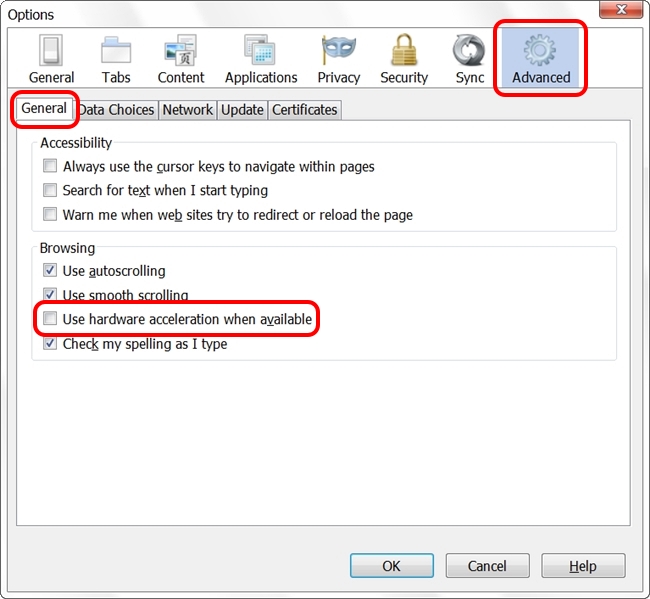 Options
x
General Tabs Content Applications Privacy Security Sync Advanced
General Data Choices Network Update Certificates
Accessibility
Always use the cursor keys to navigate within pages
Search for text when I start typing
Warn me when web sites try to redirect or reload the page
Browsing
Use autoscrolling
Use smooth scrolling
Use hardware acceleration when available
Check my spelling as I type
OK Cancel Help